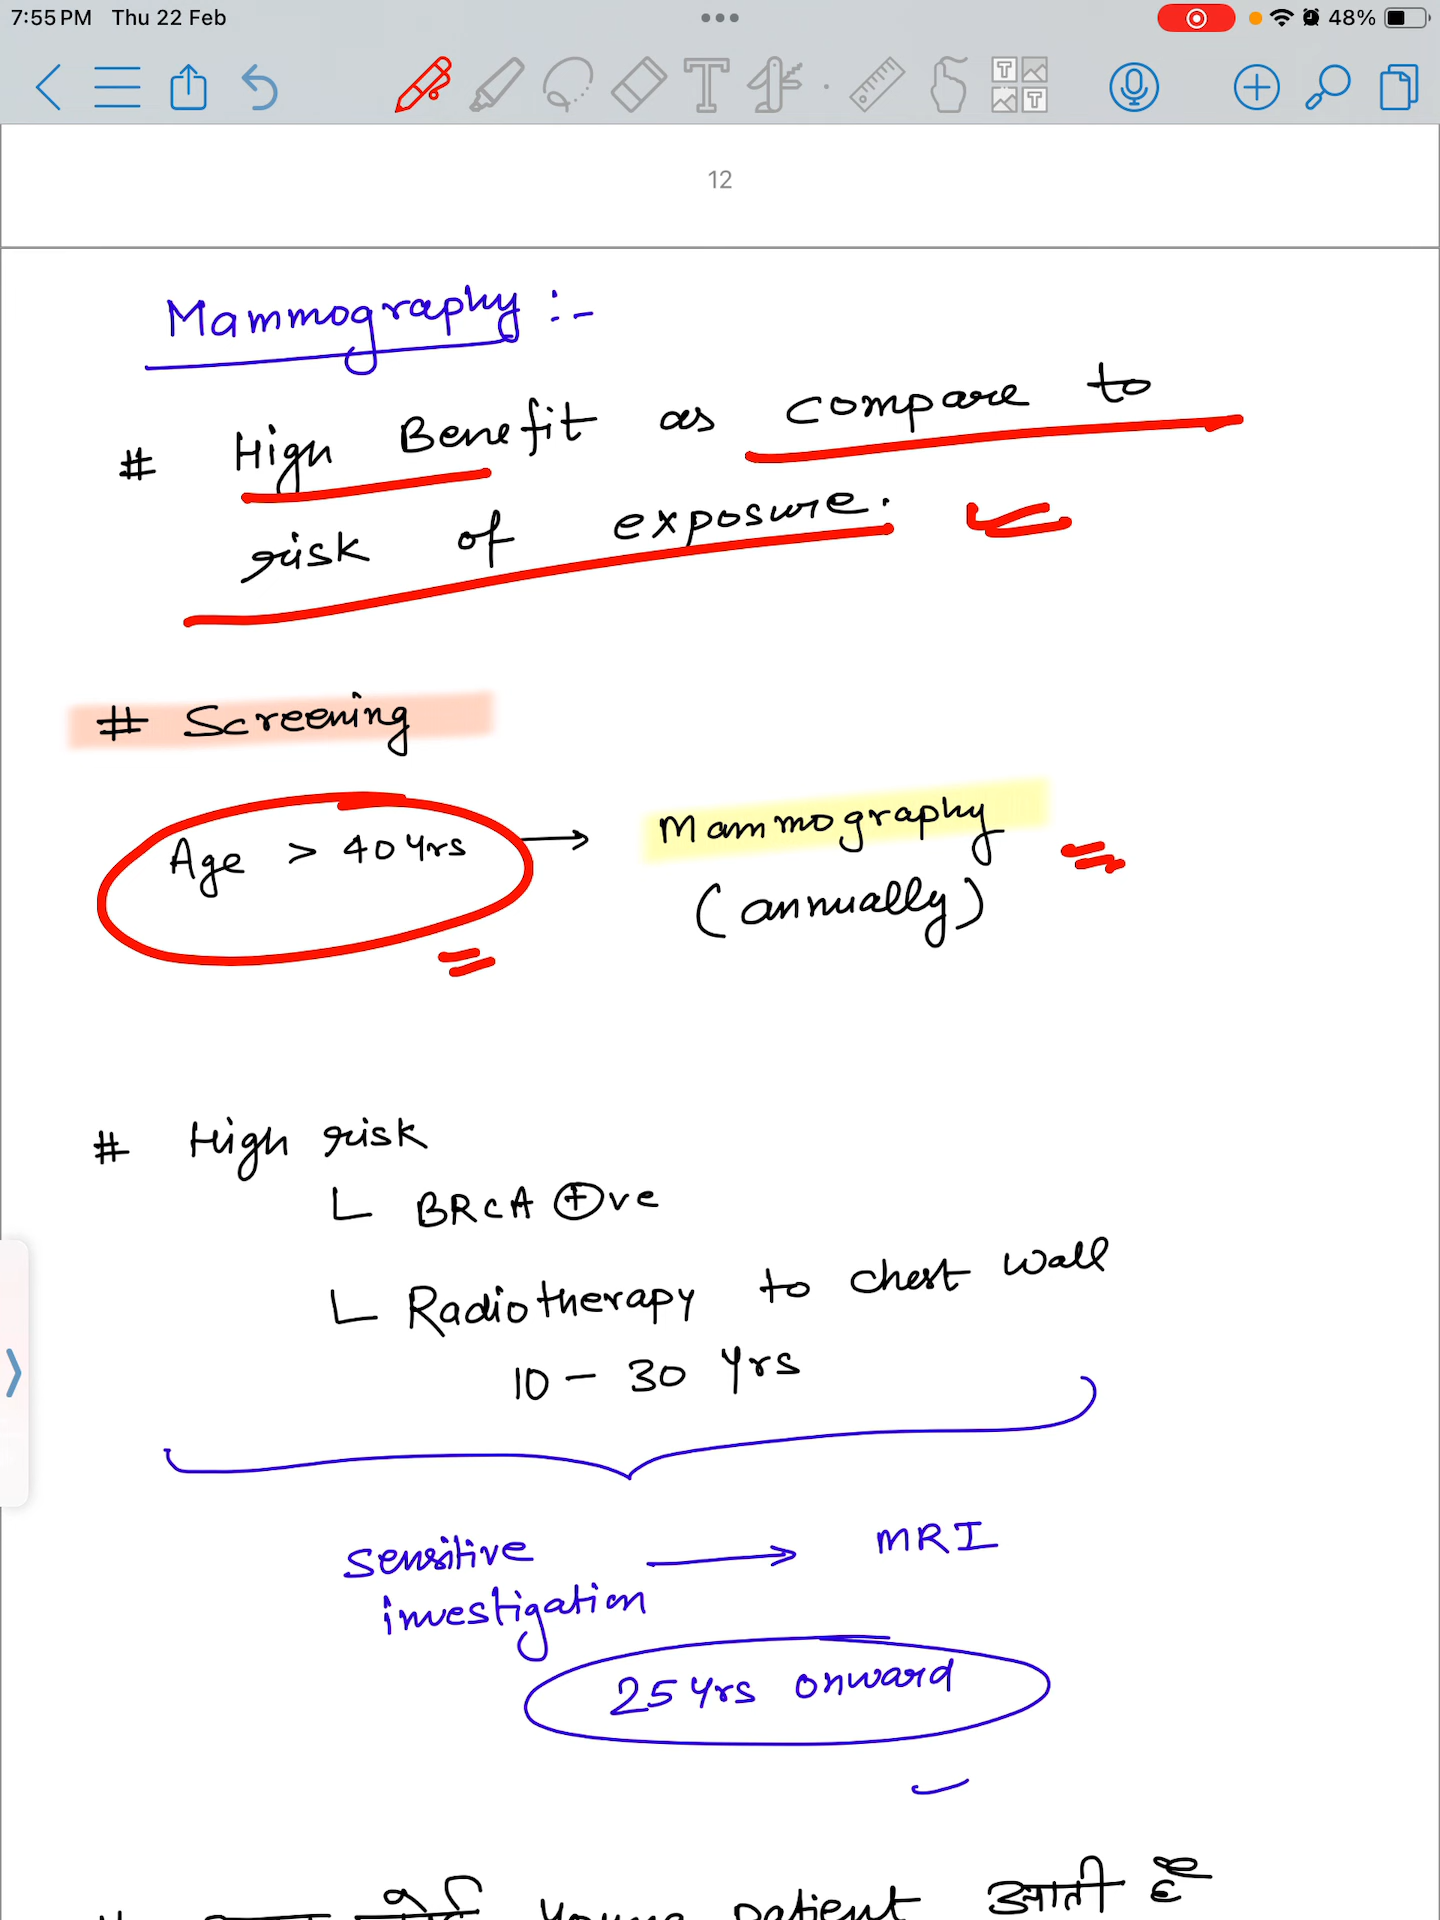 7:55 PM Thu 22 Feb
48%
12
Mammography :-
# High Benefit as compare to
risk of exposure.
# Screening
Age > 40 yrs → Mammography
(annually)
# High risk
BRCA ⊕ve
Radiotherapy to chest wall
10 - 30 yrs
Sensitive → MRI
investigation
25 yrs onward
young patient आती है